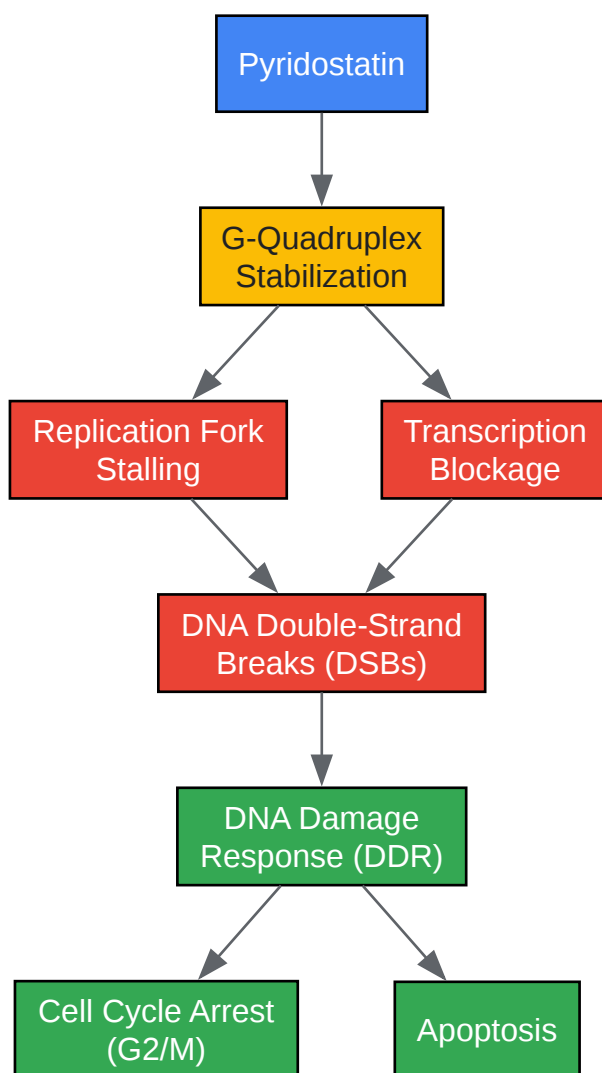 Pyridostatin
G-Quadruplex
Stabilization
Replication Fork
Stalling
Transcription
Blockage
DNA Double-Strand
Breaks (DSBs)
DNA Damage
Response (DDR)
Cell Cycle Arrest
(G2/M)
Apoptosis